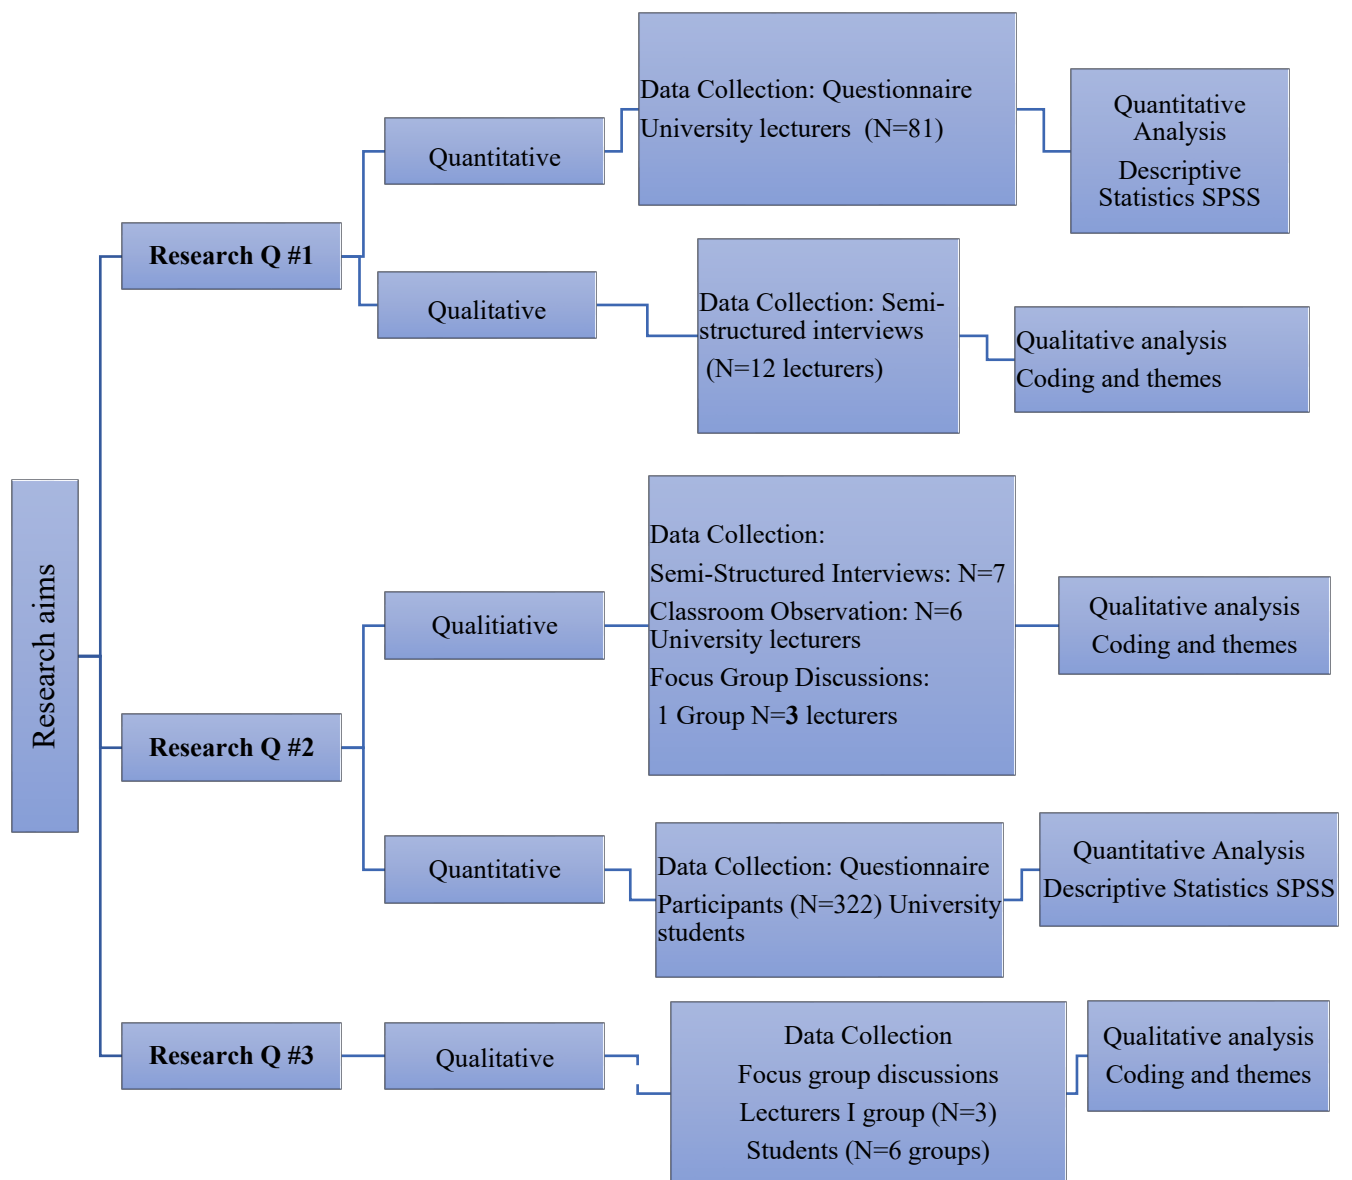 Research aims
Research Q #1
Quantitative
Data Collection: Questionnaire
University lecturers  (N=81)
Quantitative
Analysis
Descriptive
Statistics SPSS
Qualitative
Data Collection: Semi-
structured interviews
(N=12 lecturers)
Qualitative analysis
Coding and themes
Research Q #2
Qualitiative
Data Collection:
Semi-Structured Interviews: N=7
Classroom Observation: N=6
University lecturers
Focus Group Discussions:
1 Group N=3 lecturers
Qualitative analysis
Coding and themes
Quantitative
Data Collection: Questionnaire
Participants (N=322) University
students
Quantitative Analysis
Descriptive Statistics SPSS
Research Q #3
Qualitative
Data Collection
Focus group discussions
Lecturers I group (N=3)
Students (N=6 groups)
Qualitative analysis
Coding and themes